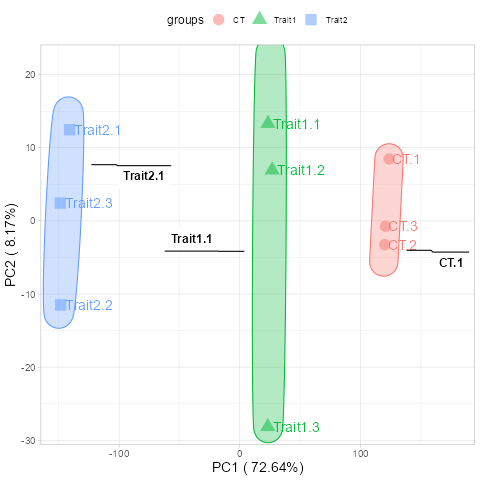 groups CT Trait1 Trait2
20
10
0
-10
-20
-30
PC2 ( 8.17%)
Trait2.1
Trait2.3
Trait2.2
Trait2.1
Trait1.1
Trait1.1
Trait1.2
Trait1.3
CT.1
CT.3
CT.2
CT.1
-100 0 100
PC1 ( 72.64%)